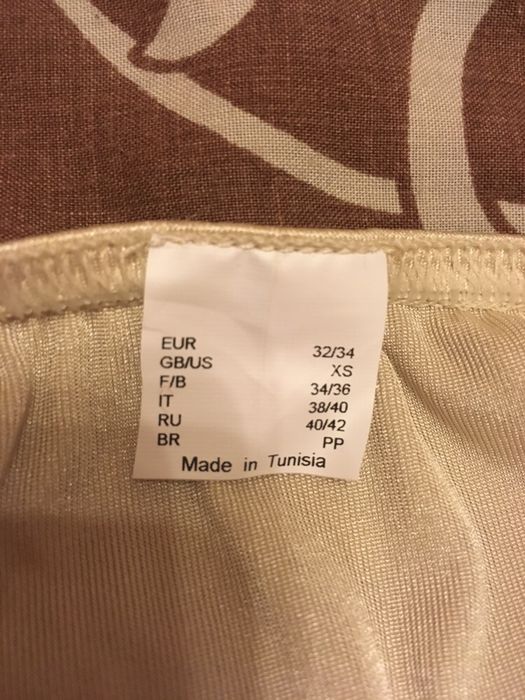 EUR 32/34
GB/US XS
F/B 34/36
IT 38/40
RU 40/42
BR PP
Made in Tunisia